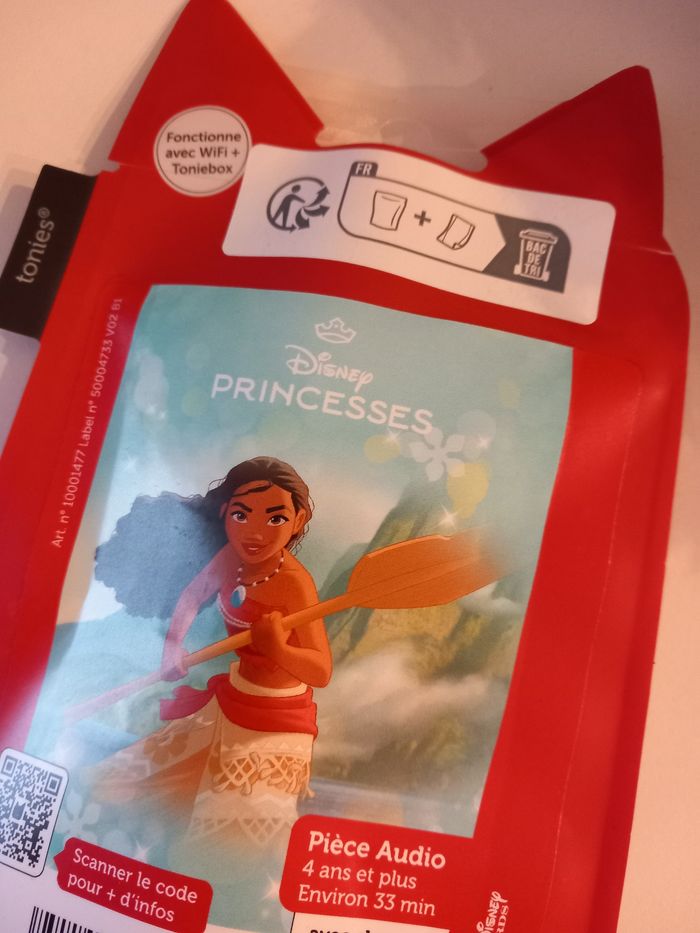 Fonctionne
avec WiFi +
Toniebox
FR
BAC
DE
TRI
tonies®
Art. n° 10001477 Label n° 50004733 V02 B1
Disney
PRINCESSES
Pièce Audio
4 ans et plus
Environ 33 min
Scanner le code
pour + d'infos
Disney